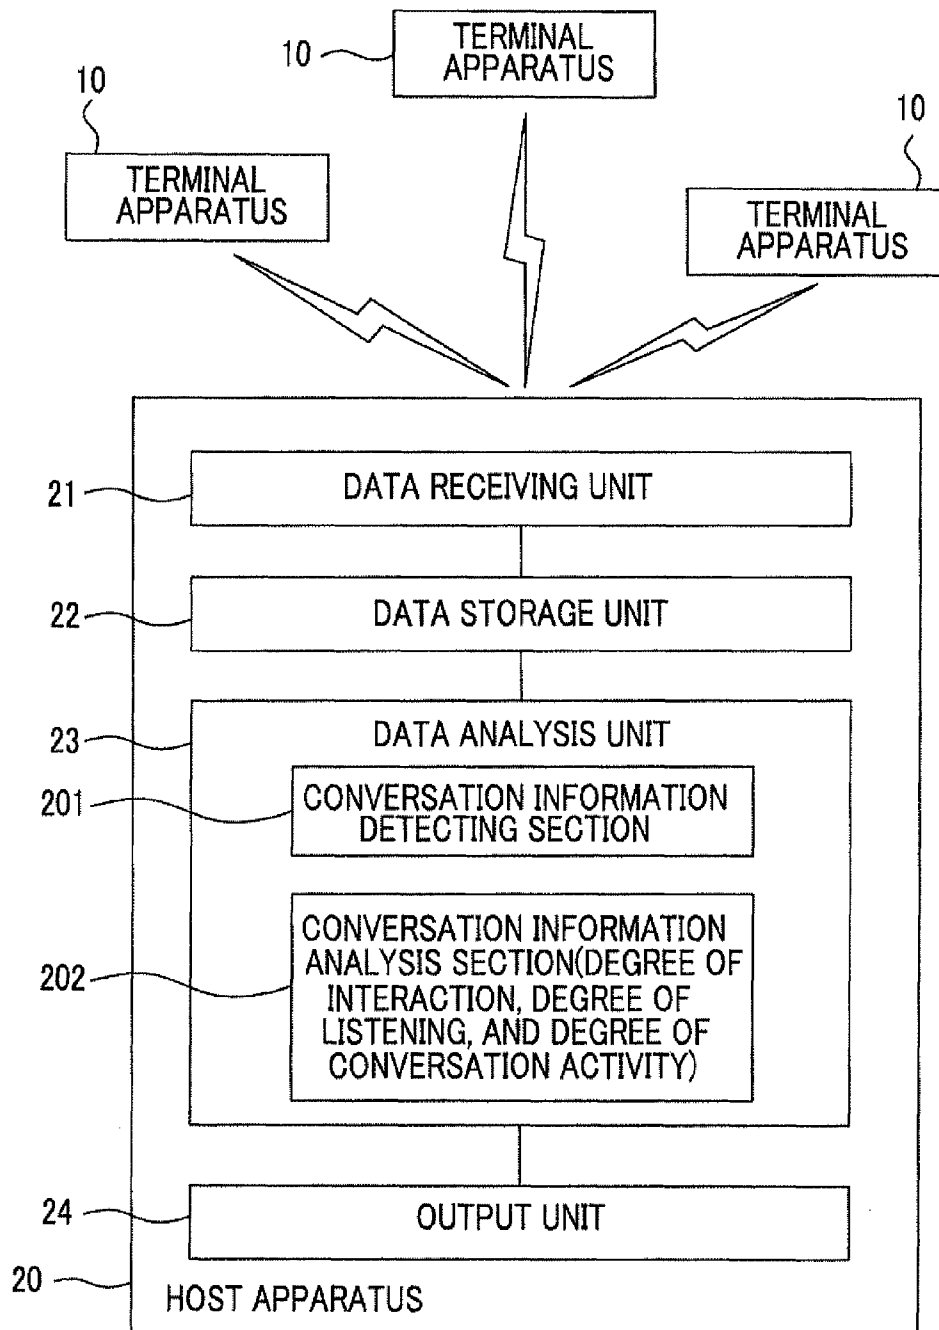 10
TERMINAL
APPARATUS
10
TERMINAL
APPARATUS
10
TERMINAL
APPARATUS
21
DATA RECEIVING UNIT
22
DATA STORAGE UNIT
23
DATA ANALYSIS UNIT
201
CONVERSATION INFORMATION
DETECTING SECTION
202
CONVERSATION INFORMATION
ANALYSIS SECTION(DEGREE OF
INTERACTION, DEGREE OF
LISTENING, AND DEGREE OF
CONVERSATION ACTIVITY)
24
OUTPUT UNIT
20
HOST APPARATUS